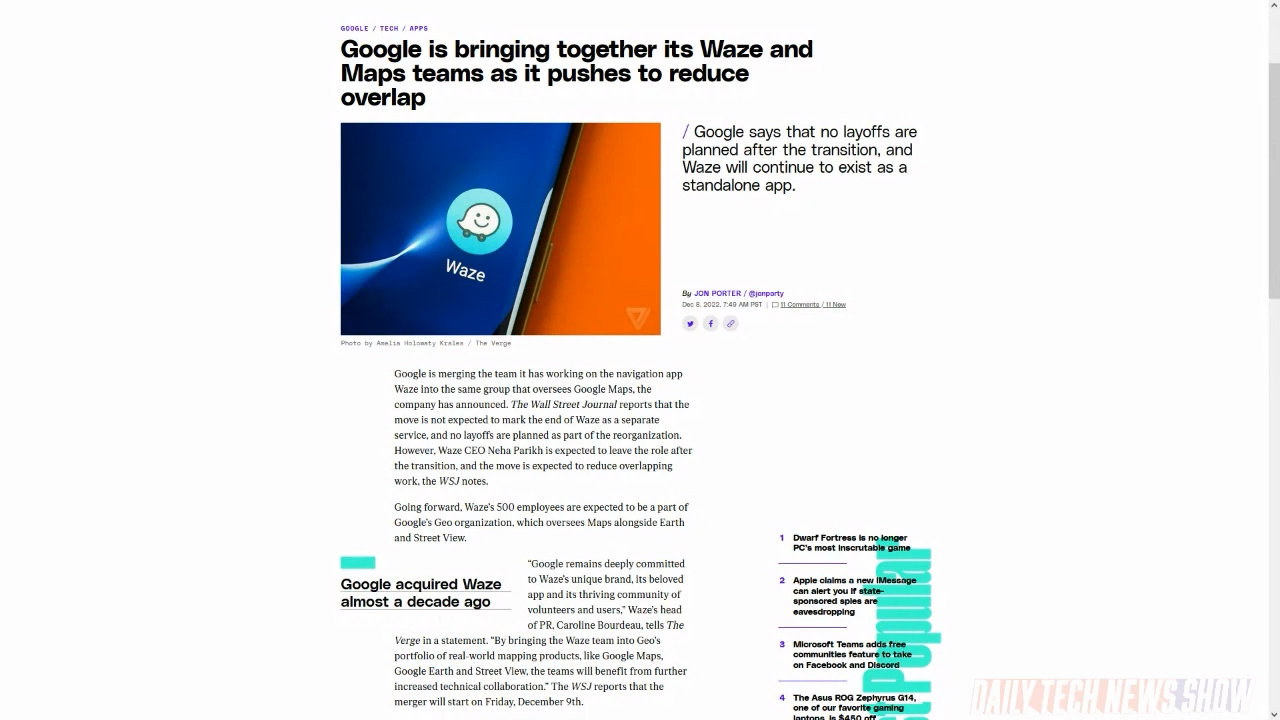 GOOGLE / TECH / APPS
Google is bringing together its Waze and
Maps teams as it pushes to reduce
overlap
/ Google says that no layoffs are
planned after the transition, and
Waze will continue to exist as a
standalone app.
Waze
By JON PORTER / @jonporty
Dec 8, 2022, 7:49 AM PST | 11 Comments / 11 New
Photo by Amelia Holowaty Krales / The Verge
Google is merging the team it has working on the navigation app
Waze into the same group that oversees Google Maps, the
company has announced. The Wall Street Journal reports that the
move is not expected to mark the end of Waze as a separate
service, and no layoffs are planned as part of the reorganization.
However, Waze CEO Neha Parikh is expected to leave the role after
the transition, and the move is expected to reduce overlapping
work, the WSJ notes.
Going forward, Waze's 500 employees are expected to be a part of
Google's Geo organization, which oversees Maps alongside Earth
and Street View.
Google acquired Waze
almost a decade ago
"Google remains deeply committed
to Waze's unique brand, its beloved
app and its thriving community of
volunteers and users," Waze's head
of PR, Caroline Bourdeau, tells The
Verge in a statement. "By bringing the Waze team into Geo's
portfolio of real-world mapping products, like Google Maps,
Google Earth and Street View, the teams will benefit from further
increased technical collaboration." The WSJ reports that the
merger will start on Friday, December 9th.
1 Dwarf Fortress is no longer
PC's most inscrutable game
2 Apple claims a new iMessage
can alert you if state-
sponsored spies are
eavesdropping
3 Microsoft Teams adds free
communities feature to take
on Facebook and Discord
4 The Asus ROG Zephyrus G14,
one of our favorite gaming
laptops, is $450 off
Popular
DAILY TECH NEWS SHOW